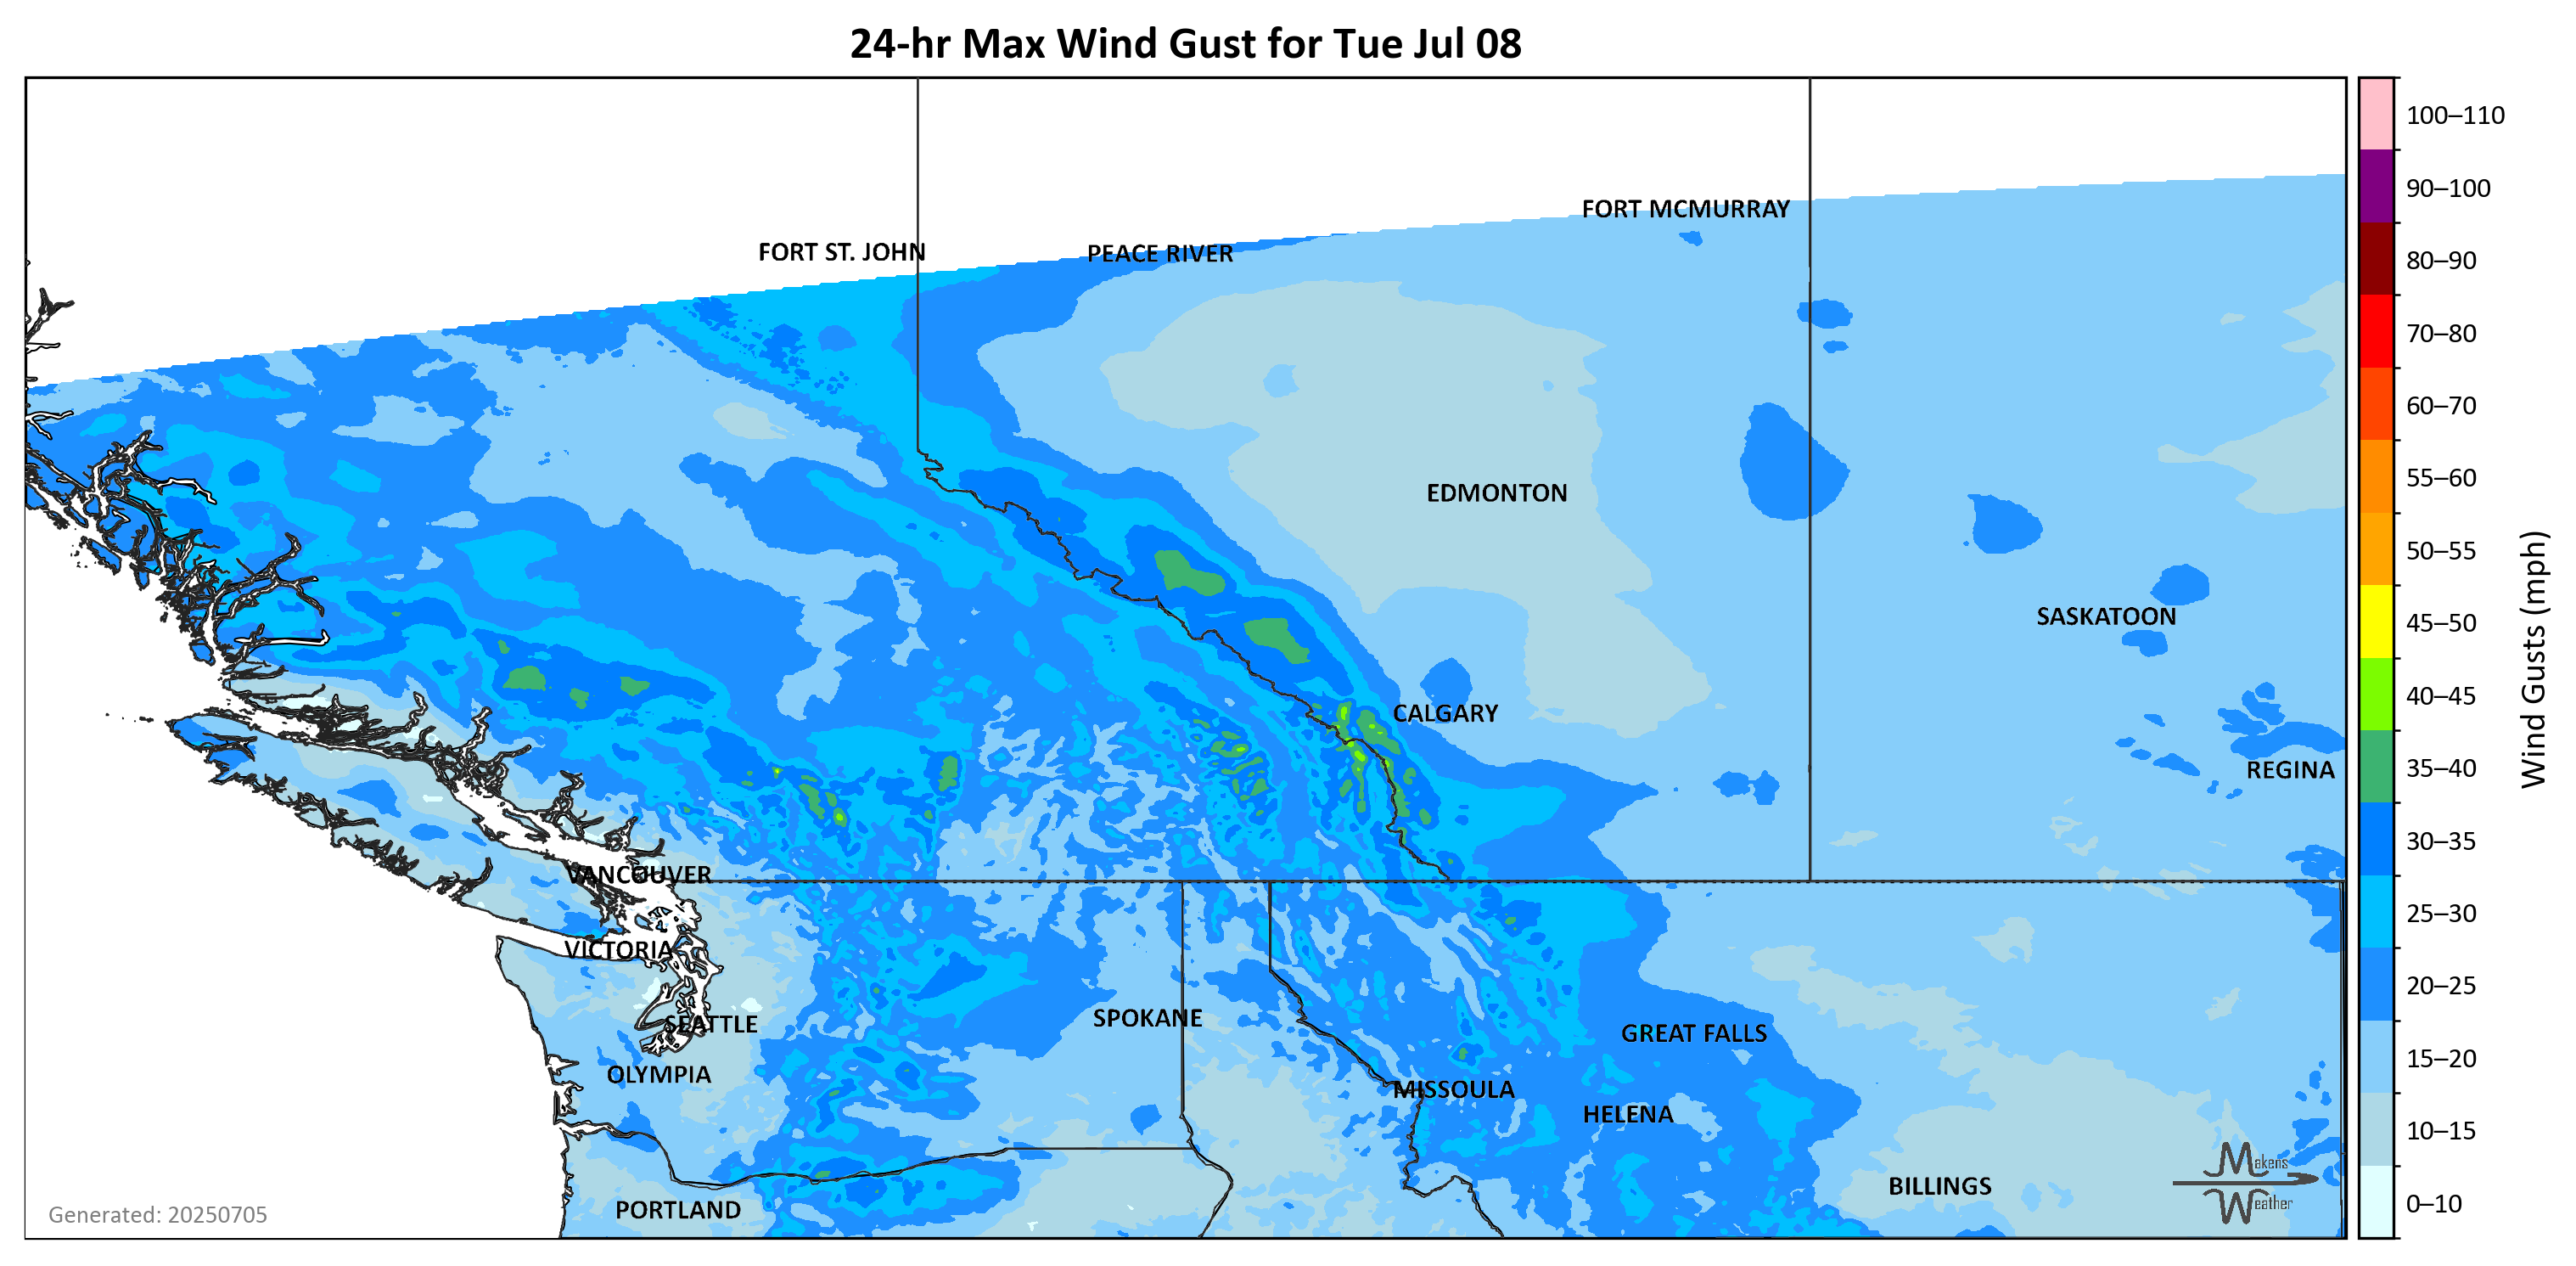 24-hr Max Wind Gust for Tue Jul 08
100–110
90–100
80–90
70–80
60–70
55–60
50–55
45–50
40–45
35–40
30–35
25–30
20–25
15–20
10–15
0–10
Wind Gusts (mph)
FORT MCMURRAY
FORT ST. JOHN
PEACE RIVER
EDMONTON
SASKATOON
CALGARY
REGINA
VANCOUVER
VICTORIA
SPOKANE
SEATTLE
GREAT FALLS
OLYMPIA
MISSOULA
HELENA
BILLINGS
PORTLAND
Makens
Weather
Generated: 20250705